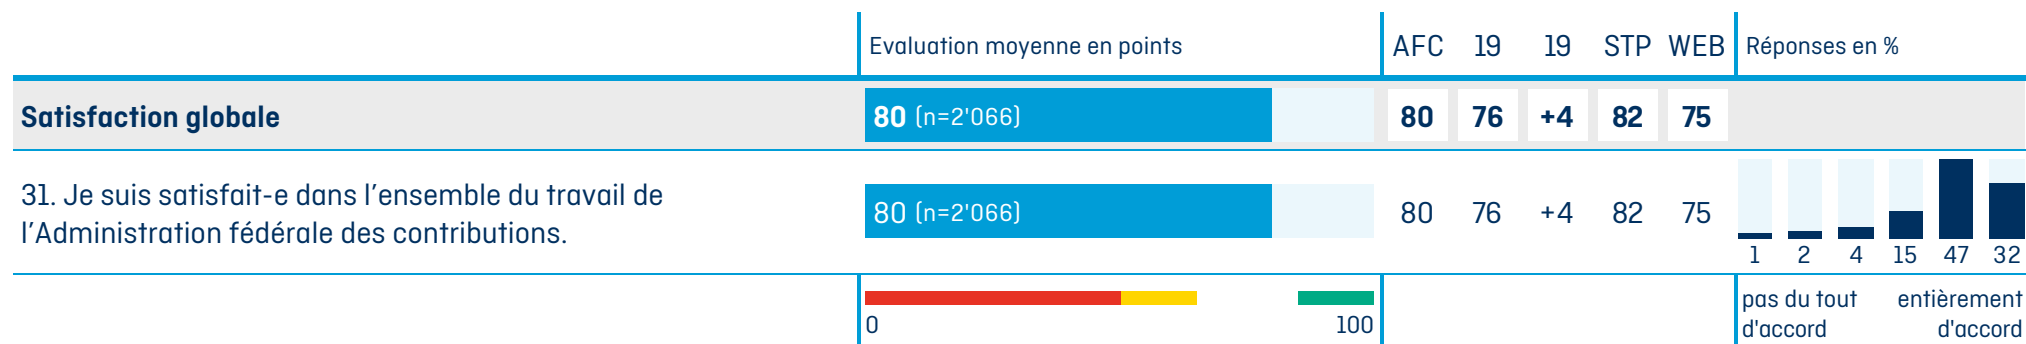 Evaluation moyenne en points AFC 19 19 STP WEB Réponses en %
Satisfaction globale 80 (n=2'066) 80 76 +4 82 75
31. Je suis satisfait-e dans l'ensemble du travail de
l'Administration fédérale des contributions.
80 (n=2'066) 80 76 +4 82 75
1 2 4 15 47 32
0 100
pas du tout entièrement
d'accord d'accord